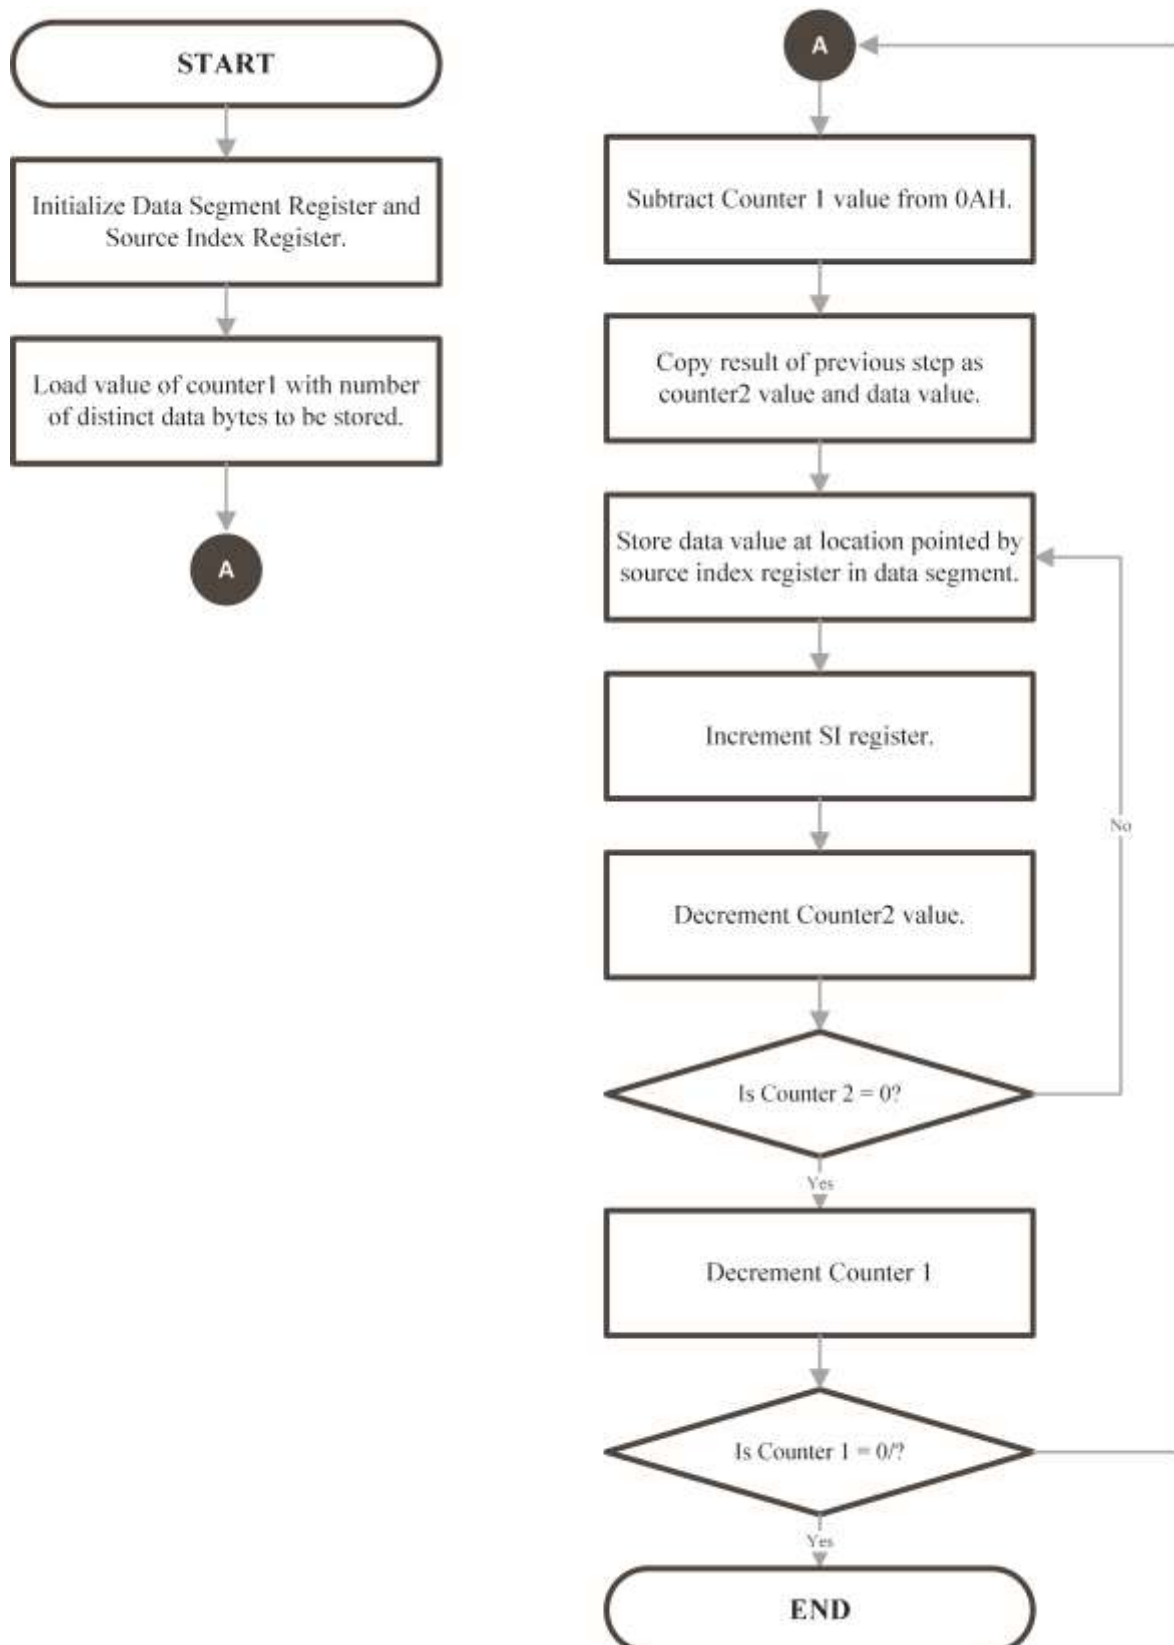 START
Initialize Data Segment Register and
Source Index Register.
Load value of counter1 with number
of distinct data bytes to be stored.
A
A
Subtract Counter 1 value from 0AH.
Copy result of previous step as
counter2 value and data value.
Store data value at location pointed by
source index register in data segment.
Increment SI register.
No
Decrement Counter2 value.
Is Counter 2 = 0?
Yes
Decrement Counter 1
Is Counter 1 = 0/?
Yes
END